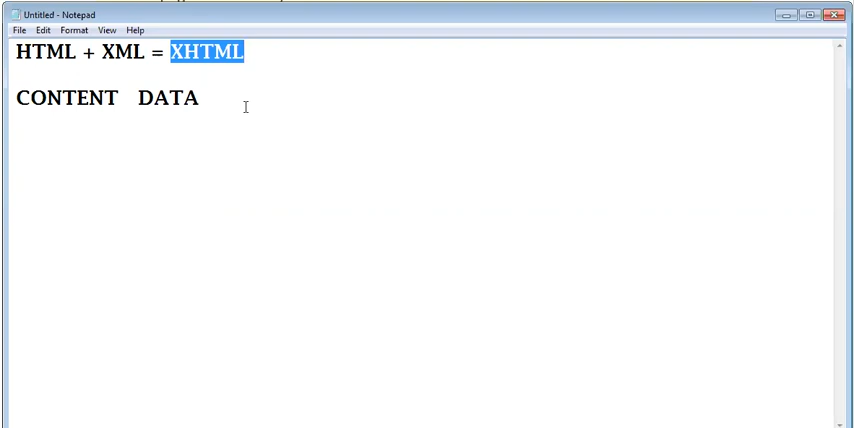 Untitled - Notepad
File Edit Format View Help
HTML + XML = XHTML
CONTENT DATA